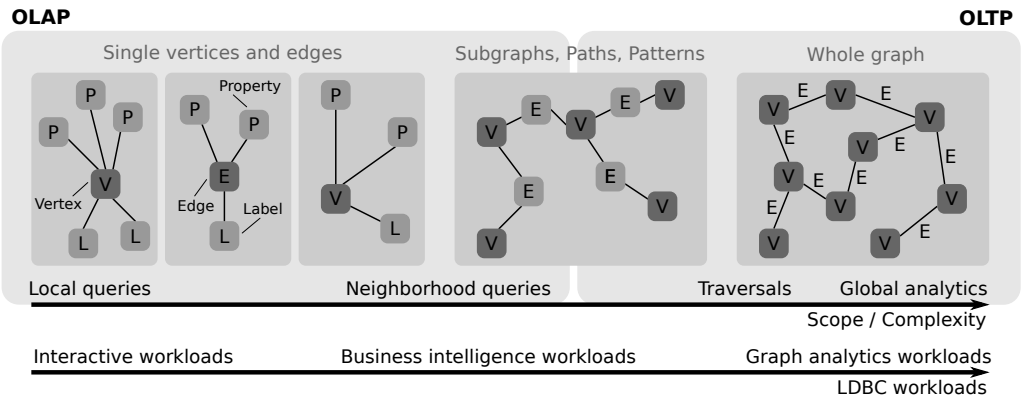 OLAP
OLTP
Single vertices and edges
Subgraphs, Paths, Patterns
Whole graph
P
P
P
V
Vertex
L
L
Property
P
P
E
Edge
Label
L
P
P
V
L
V
E
V
E
V
E
E
V
V
V
E
V
E
V
E
V
E
E
V
E
E
V
V
E
V
E
V
Local queries
Neighborhood queries
Traversals
Global analytics
Scope / Complexity
Interactive workloads
Business intelligence workloads
Graph analytics workloads
LDBC workloads